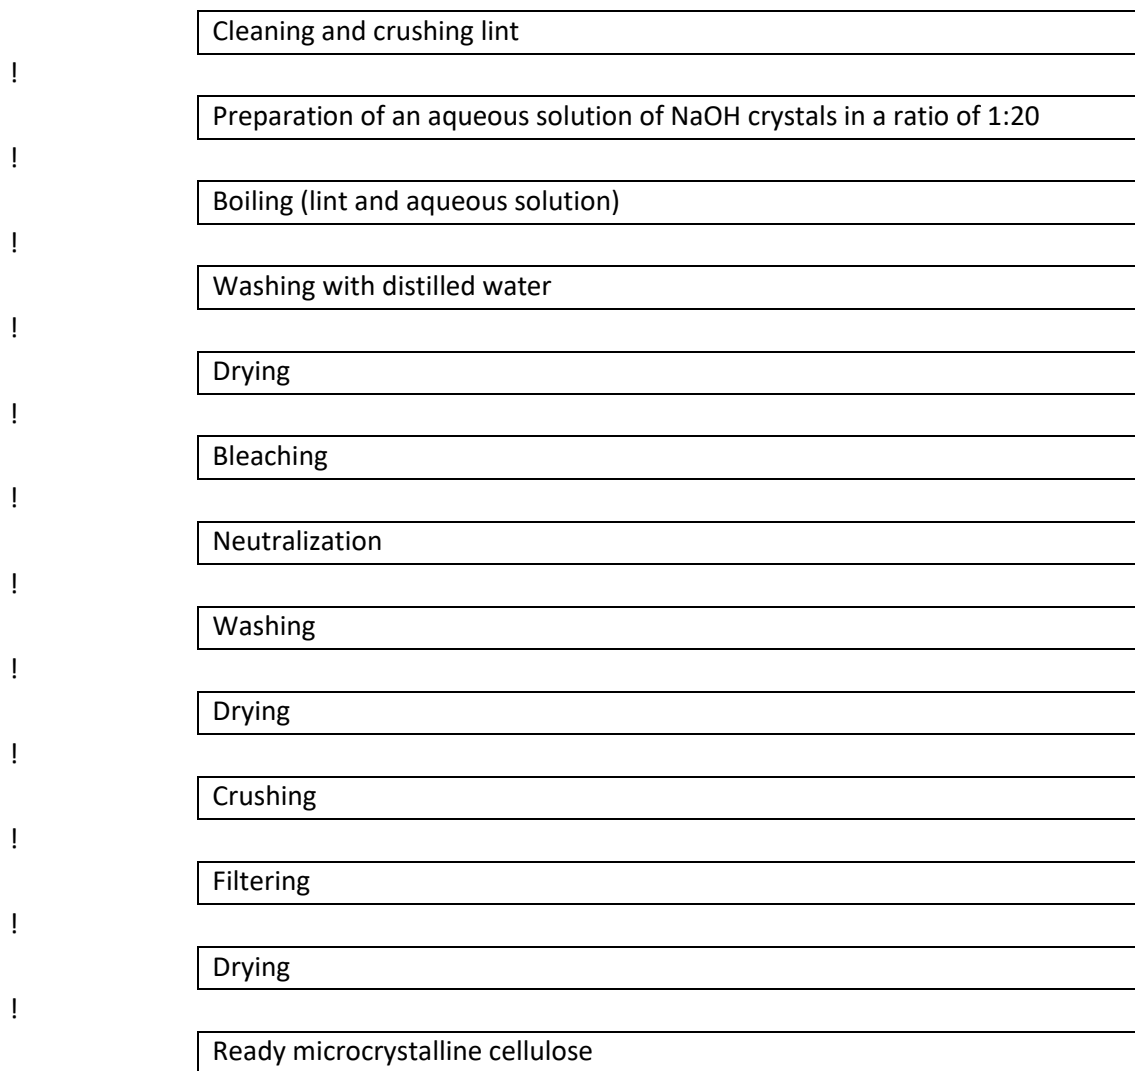 Cleaning and crushing lint
!
Preparation of an aqueous solution of NaOH crystals in a ratio of 1:20
!
Boiling (lint and aqueous solution)
!
Washing with distilled water
!
Drying
!
Bleaching
!
Neutralization
!
Washing
!
Drying
!
Crushing
!
Filtering
!
Drying
!
Ready microcrystalline cellulose